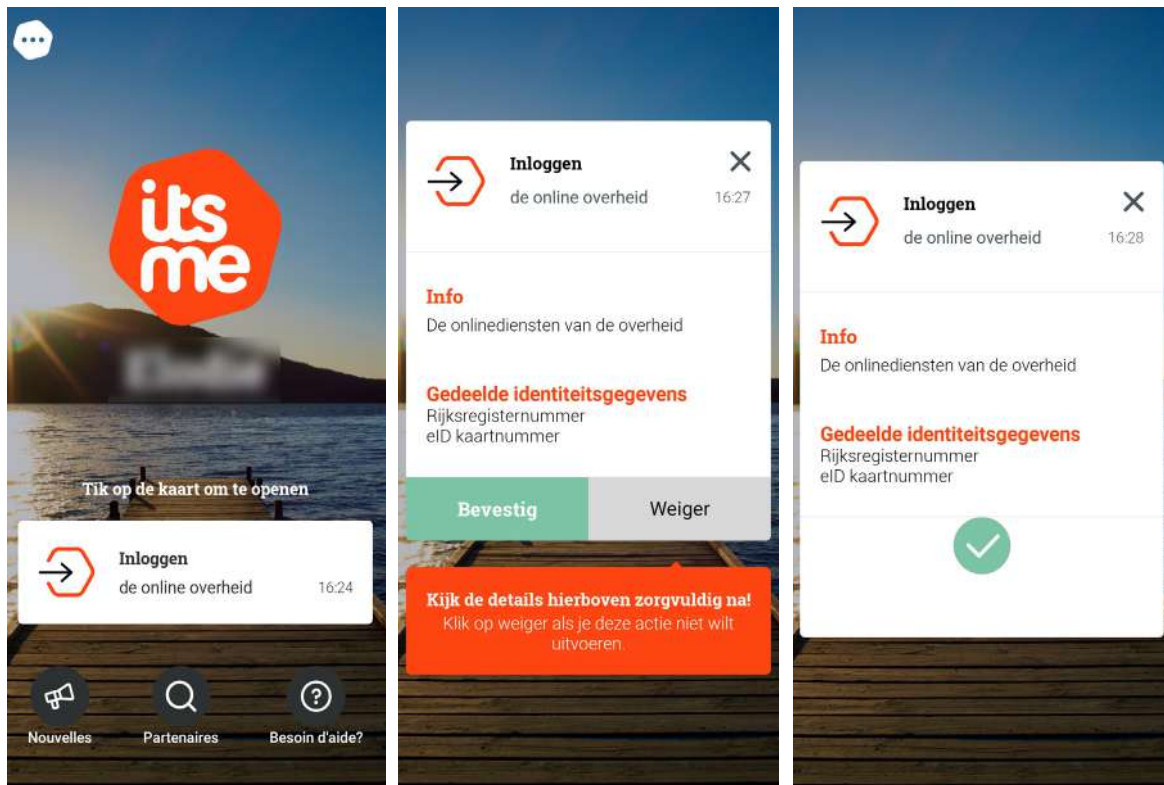 its
me
Tik op de kaart om te openen
Inloggen
de online overheid 16:24
Nouvelles Partenaires Besoin d'aide?
Inloggen
de online overheid 16:27
Info
De onlinediensten van de overheid
Gedeelde identiteitsgegevens
Rijksregisternummer
eID kaartnummer
Bevestig Weiger
Kijk de details hierboven zorgvuldig na!
Klik op weiger als je deze actie niet wilt
uitvoeren.
Inloggen
de online overheid 16:28
Info
De onlinediensten van de overheid
Gedeelde identiteitsgegevens
Rijksregisternummer
eID kaartnummer